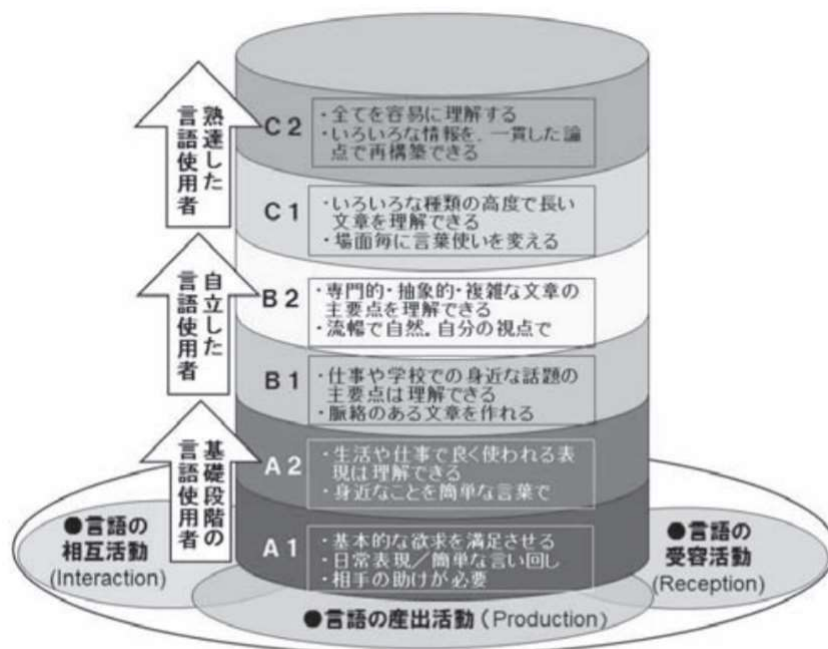 熟達した
言語使用者
C2
・全てを容易に理解する
・いろいろな情報を、一貫した論
点で再構築できる
C1
・いろいろな種類の高度で長い
文章を理解できる
・場面毎に言葉使いを変える
自立した
言語使用者
B2
・専門的・抽象的・複雑な文章の
主要点を理解できる
・流暢で自然。自分の視点で
B1
・仕事や学校での身近な話題の
主要点は理解できる
・脈絡のある文章を作れる
基礎段階の
言語使用者
A2
・生活や仕事で良く使われる表
現は理解できる
・身近なことを簡単な言葉で
A1
・基本的な欲求を満足させる
・日常表現/簡単な言い回し
・相手の助けが必要
●言語の
相互活動
(Interaction)
●言語の
受容活動
(Reception)
●言語の産出活動(Production)